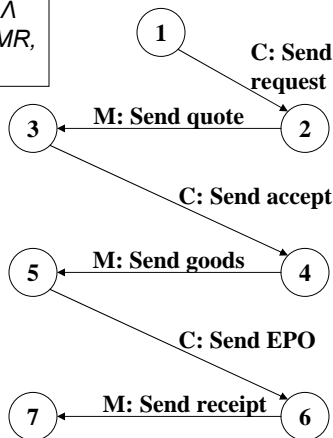 Λ
MR,
1
C: Send
request
M: Send quote
3
2
C: Send accept
M: Send goods
5
4
C: Send EPO
M: Send receipt
7
6